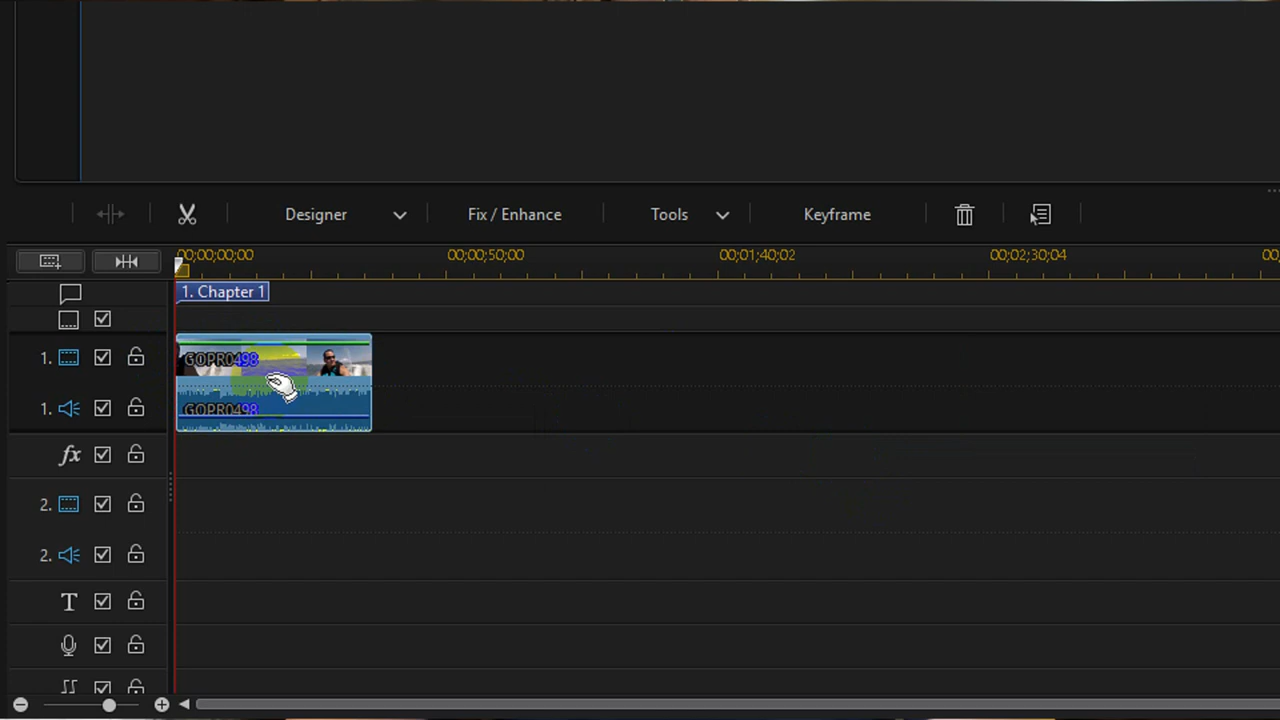 Designer Fix / Enhance Tools Keyframe
00;00;00;00 00;00;50;00 00;01;40;02 00;02;30;04 00;
1. Chapter 1
1. GOPR0498
1. GOPR0498
fx
2.
2.
T